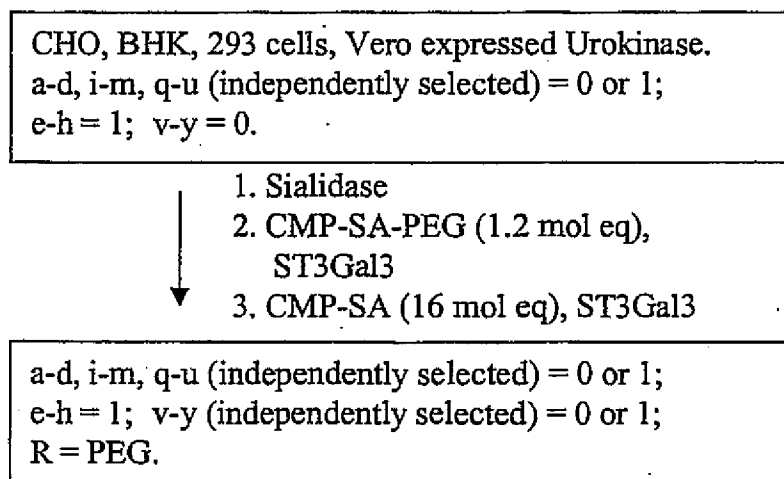 CHO, BHK, 293 cells, Vero expressed Urokinase.
a-d, i-m, q-u (independently selected) = 0 or 1;
e-h = 1; v-y = 0.
1. Sialidase
2. CMP-SA-PEG (1.2 mol eq),
ST3Gal3
3. CMP-SA (16 mol eq), ST3Gal3
a-d, i-m, q-u (independently selected) = 0 or 1;
e-h = 1; v-y (independently selected) = 0 or 1;
R = PEG.